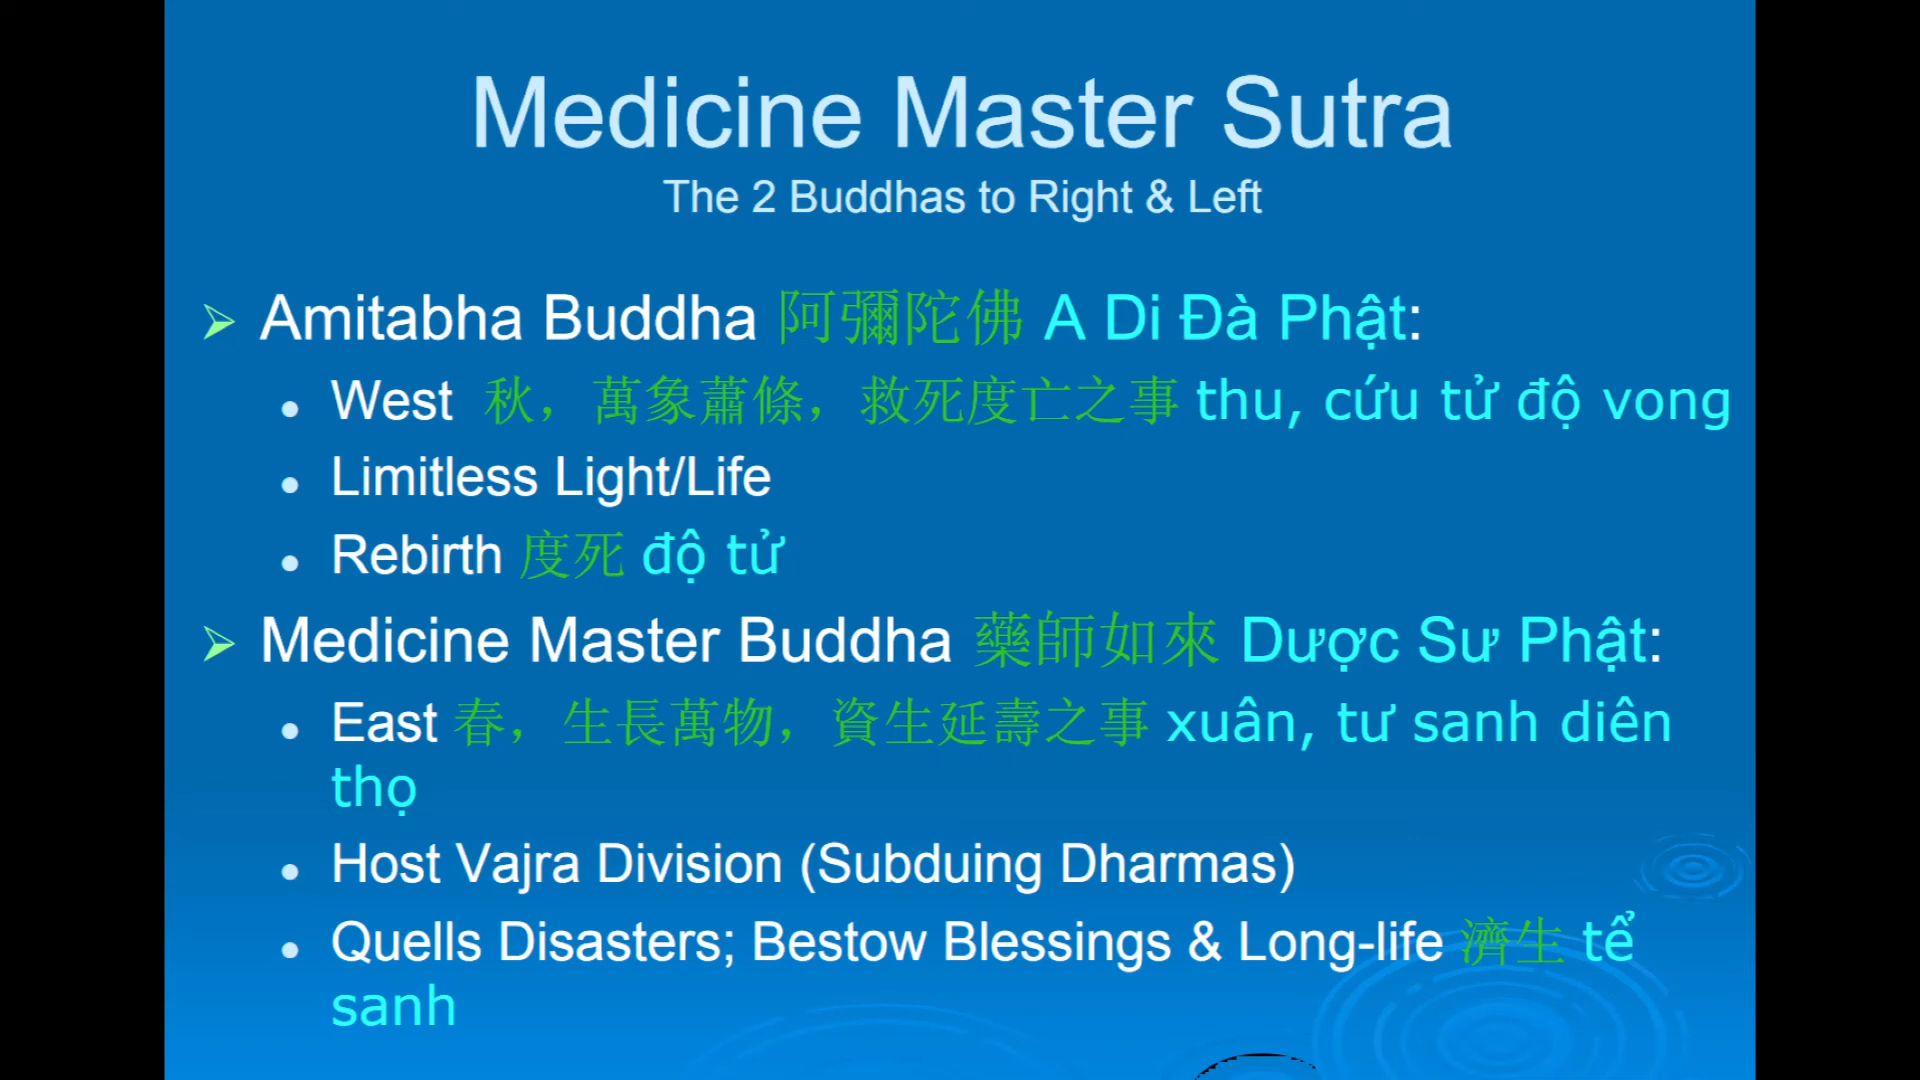 Medicine Master Sutra
The 2 Buddhas to Right & Left
Amitabha Buddha 阿彌陀佛 A Di Đà Phật:
West 秋，萬象蕭條，救死度亡之事 thu, cứu tử độ vong
Limitless Light/Life
Rebirth 度死 độ tử
Medicine Master Buddha 藥師如來 Dược Sư Phật:
East 春，生長萬物，資生延壽之事 xuân, tư sanh diên
thọ
Host Vajra Division (Subduing Dharmas)
Quells Disasters; Bestow Blessings & Long-life 濟生 tể
sanh